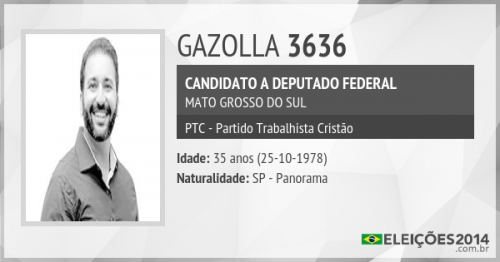 GAZOLLA 3636
CANDIDATO A DEPUTADO FEDERAL
MATO GROSSO DO SUL
PTC - Partido Trabalhista Cristão
Idade: 35 anos (25-10-1978)
Naturalidade: SP - Panorama
ELEIÇÕES2014
.com.br